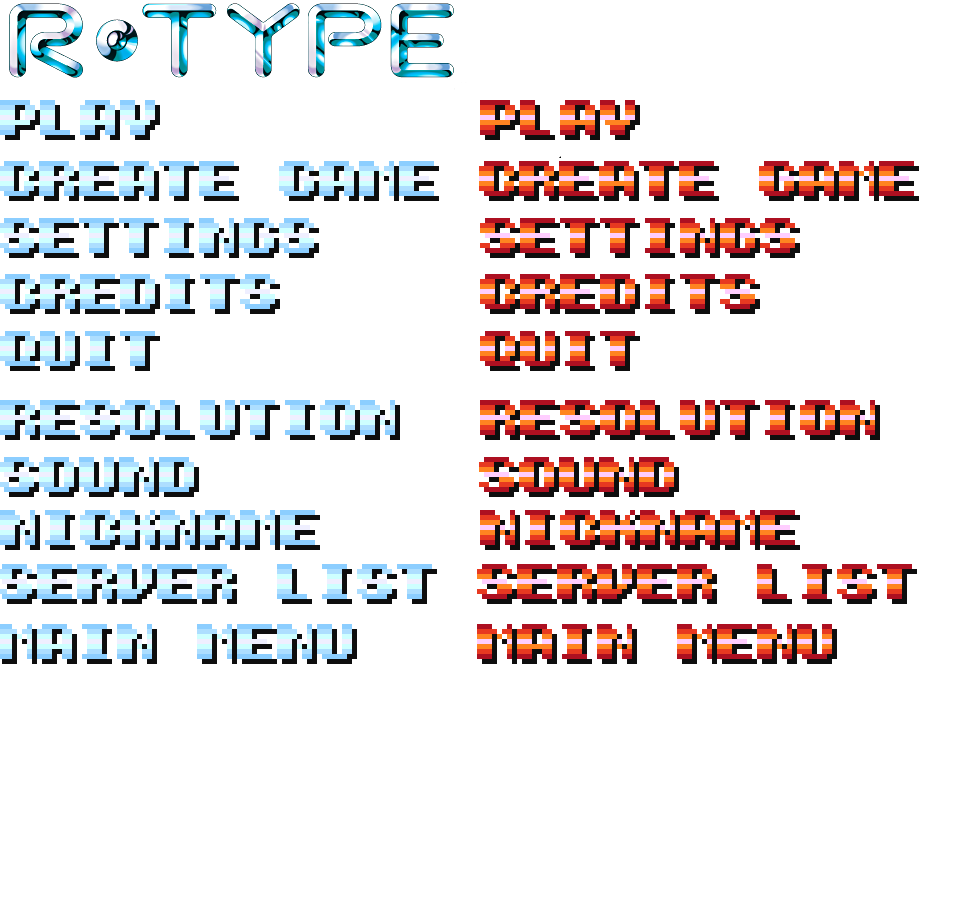 R•TYPE
PLAY PLAY
CREATE GAME CREATE GAME
SETTINGS SETTINGS
CREDITS CREDITS
QUIT QUIT
RESOLUTION RESOLUTION
SOUND SOUND
NICKNAME NICKNAME
SERVER LIST SERVER LIST
MAIN MENU MAIN MENU